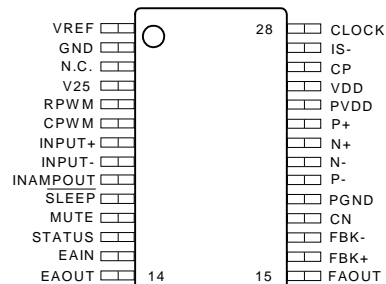 VREF 28 CLOCK
GND IS-
N.C. CP
V25 VDD
RPWM PVDD
CPWM P+
INPUT+ N+
INPUT- N-
INAMPOUT P-
SLEEP PGND
MUTE CN
STATUS FBK-
EAIN FBK+
EAOUT 14 15 FAOUT